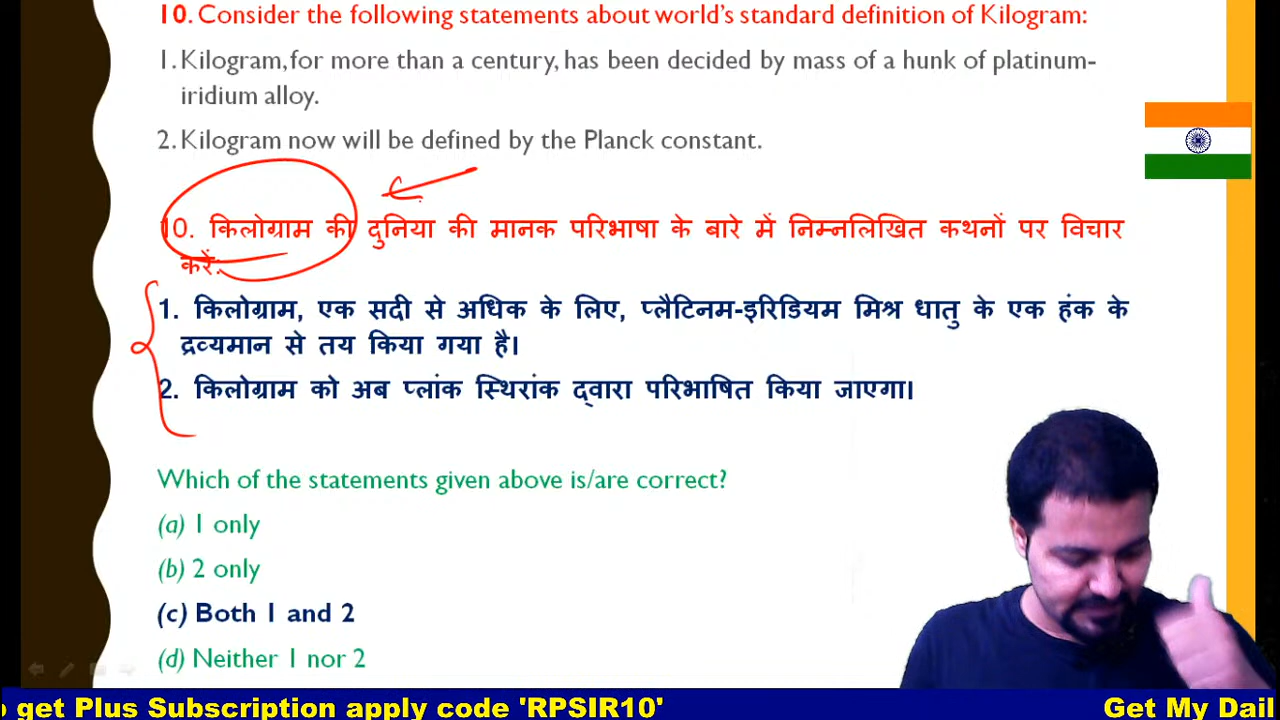 10. Consider the following statements about world's standard definition of Kilogram:
1. Kilogram, for more than a century, has been decided by mass of a hunk of platinum-
iridium alloy.
2. Kilogram now will be defined by the Planck constant.
10. किलोग्राम की दुनिया की मानक परिभाषा के बारे में निम्नलिखित कथनों पर विचार
करें:
1. किलोग्राम, एक सदी से अधिक के लिए, प्लैटिनम-इरिडियम मिश्र धातु के एक हंक के
द्रव्यमान से तय किया गया है।
2. किलोग्राम को अब प्लांक स्थिरांक द्वारा परिभाषित किया जाएगा।
Which of the statements given above is/are correct?
(a) 1 only
(b) 2 only
(c) Both 1 and 2
(d) Neither 1 nor 2
get Plus Subscription apply code 'RPSIR10' Get My Dail